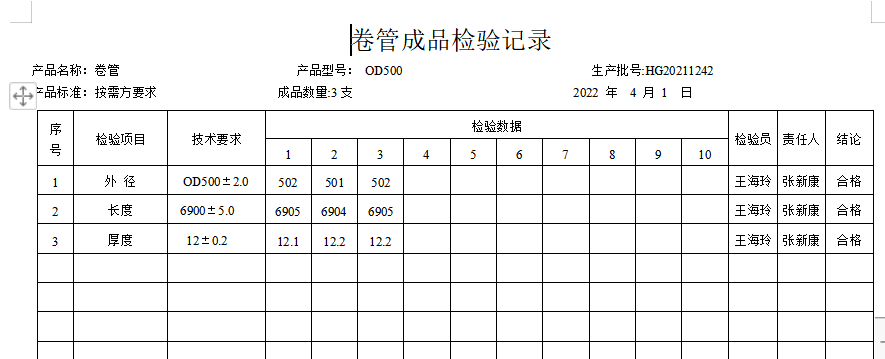 卷管成品检验记录
产品名称：卷管 产品型号： OD500 生产批号:HG20211242
产品标准：按需方要求 成品数量:3 支 2022 年 4 月 1 日
序号 检验项目 技术要求 检验数据 检验员 责任人 结论
1 2 3 4 5 6 7 8 9 10
1 外 径 OD500±2.0 502 501 502 王海玲 张新康 合格
2 长度 6900±5.0 6905 6904 6905 王海玲 张新康 合格
3 厚度 12±0.2 12.1 12.2 12.2 王海玲 张新康 合格